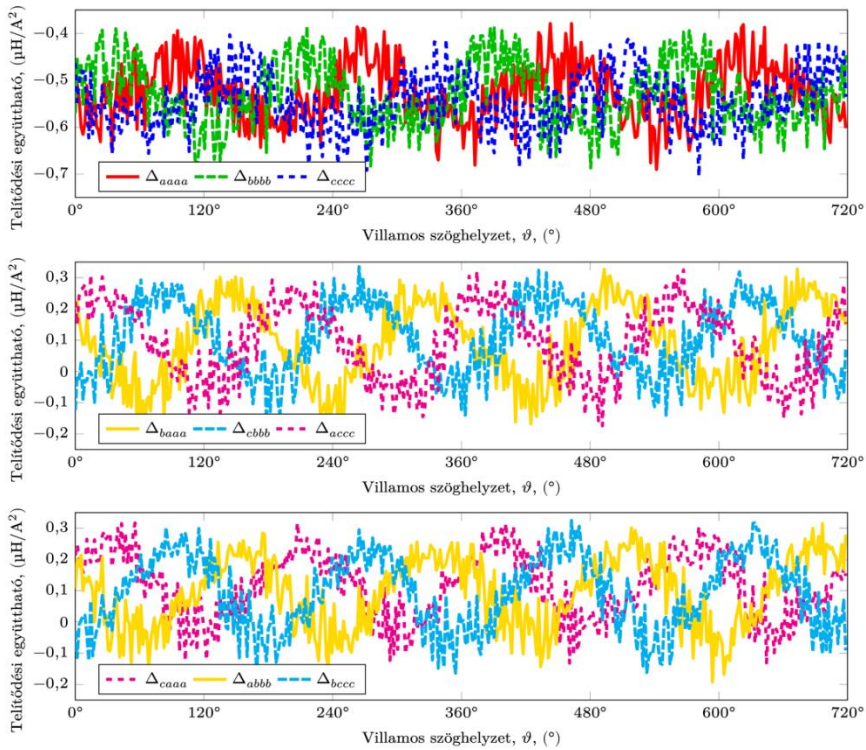 Telítődési együttható, (µH/A²)
−0,4
−0,5
−0,6
−0,7
Δaaaa Δbbbb Δcccc
0° 120° 240° 360° 480° 600° 720°
Villamos szöghelyzet, ϑ, (°)
Telítődési együttható, (µH/A²)
0,3
0,2
0,1
0
−0,1
−0,2
Δbaaa Δcbbb Δaccc
0° 120° 240° 360° 480° 600° 720°
Villamos szöghelyzet, ϑ, (°)
Telítődési együttható, (µH/A²)
0,3
0,2
0,1
0
−0,1
−0,2
Δcaaa Δabbb Δbccc
0° 120° 240° 360° 480° 600° 720°
Villamos szöghelyzet, ϑ, (°)